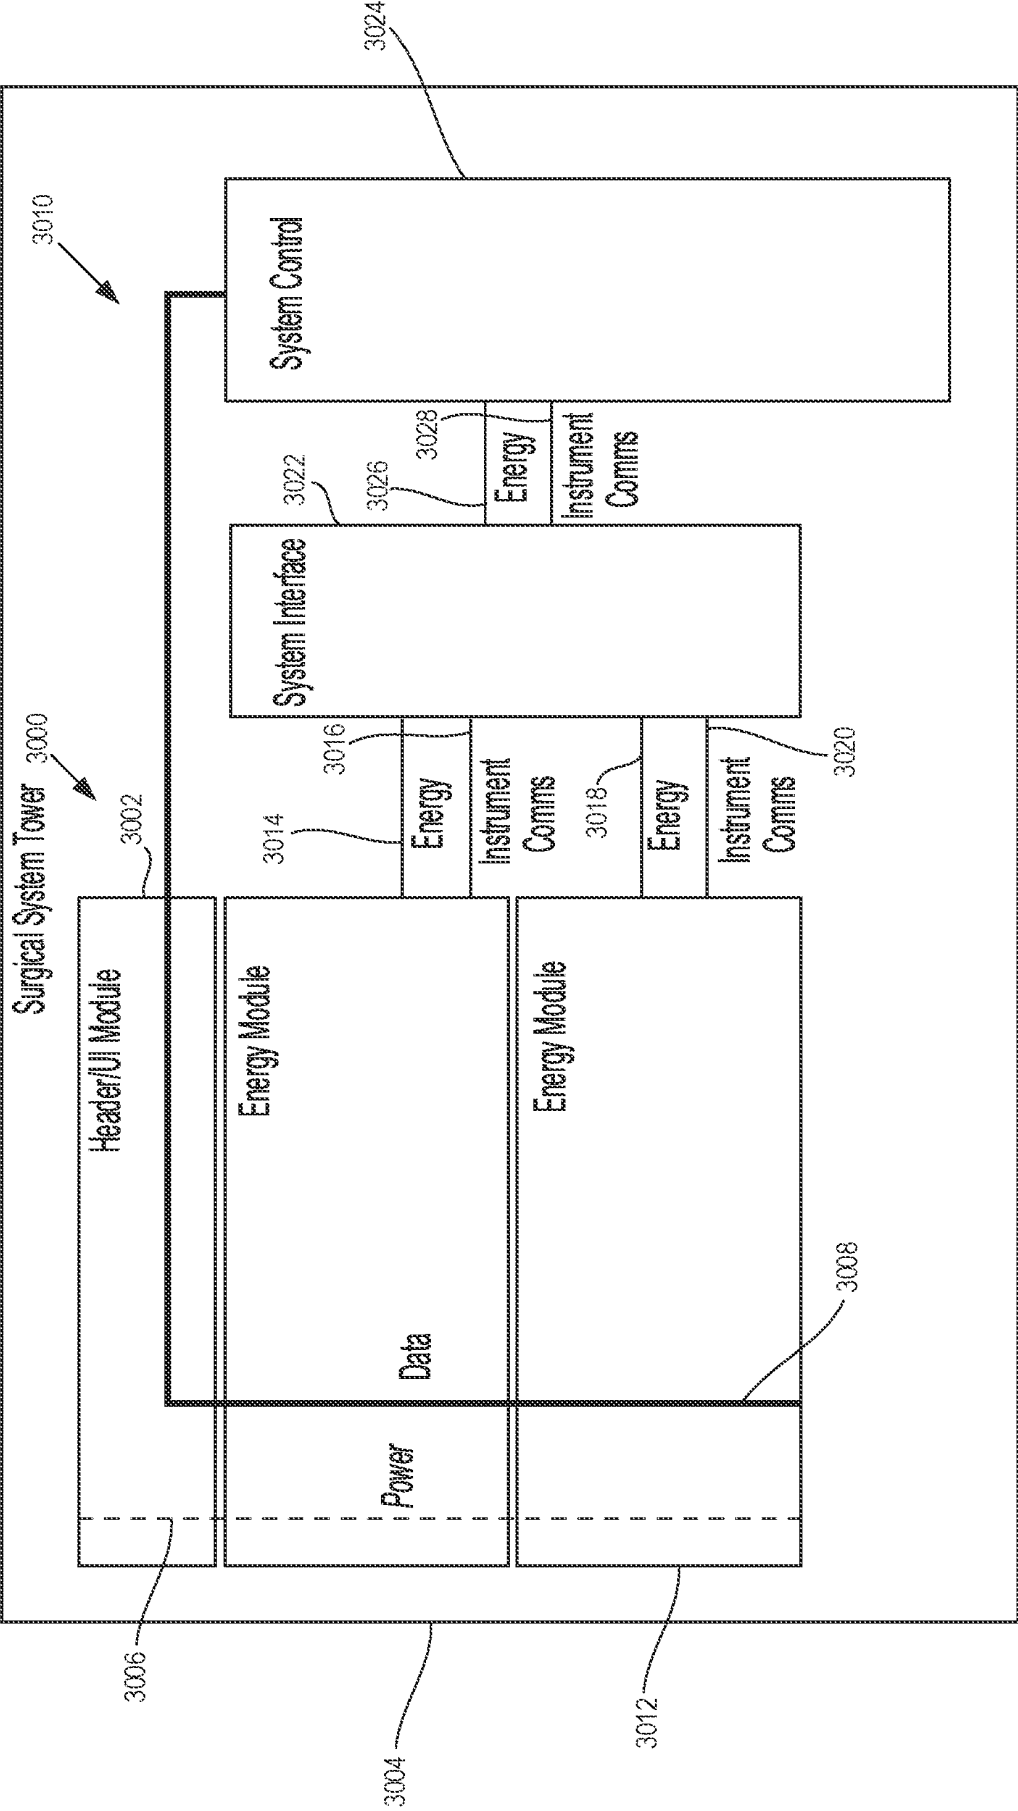 Surgical System Tower
3000
3010
3002
Header/UI Module
Energy Module
Energy Module
Power
Data
3006
3004
3012
3008
3014
Energy
3016
Instrument
Comms
3018
Energy
3020
Instrument
Comms
3022
System Interface
3026
Energy
3028
Instrument
Comms
System Control
3024